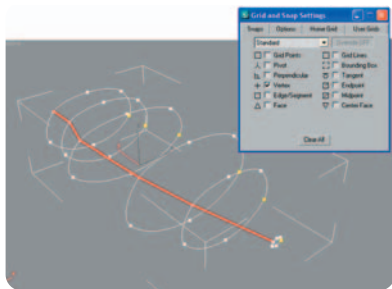 Grid and Snap Settings
Snaps Options Home Grid User Grids
Standard Override OFF
Grid Points Grid Lines
Pivot Bounding Box
Perpendicular Tangent
Vertex Endpoint
Edge/Segment Midpoint
Face Center Face
Clear All